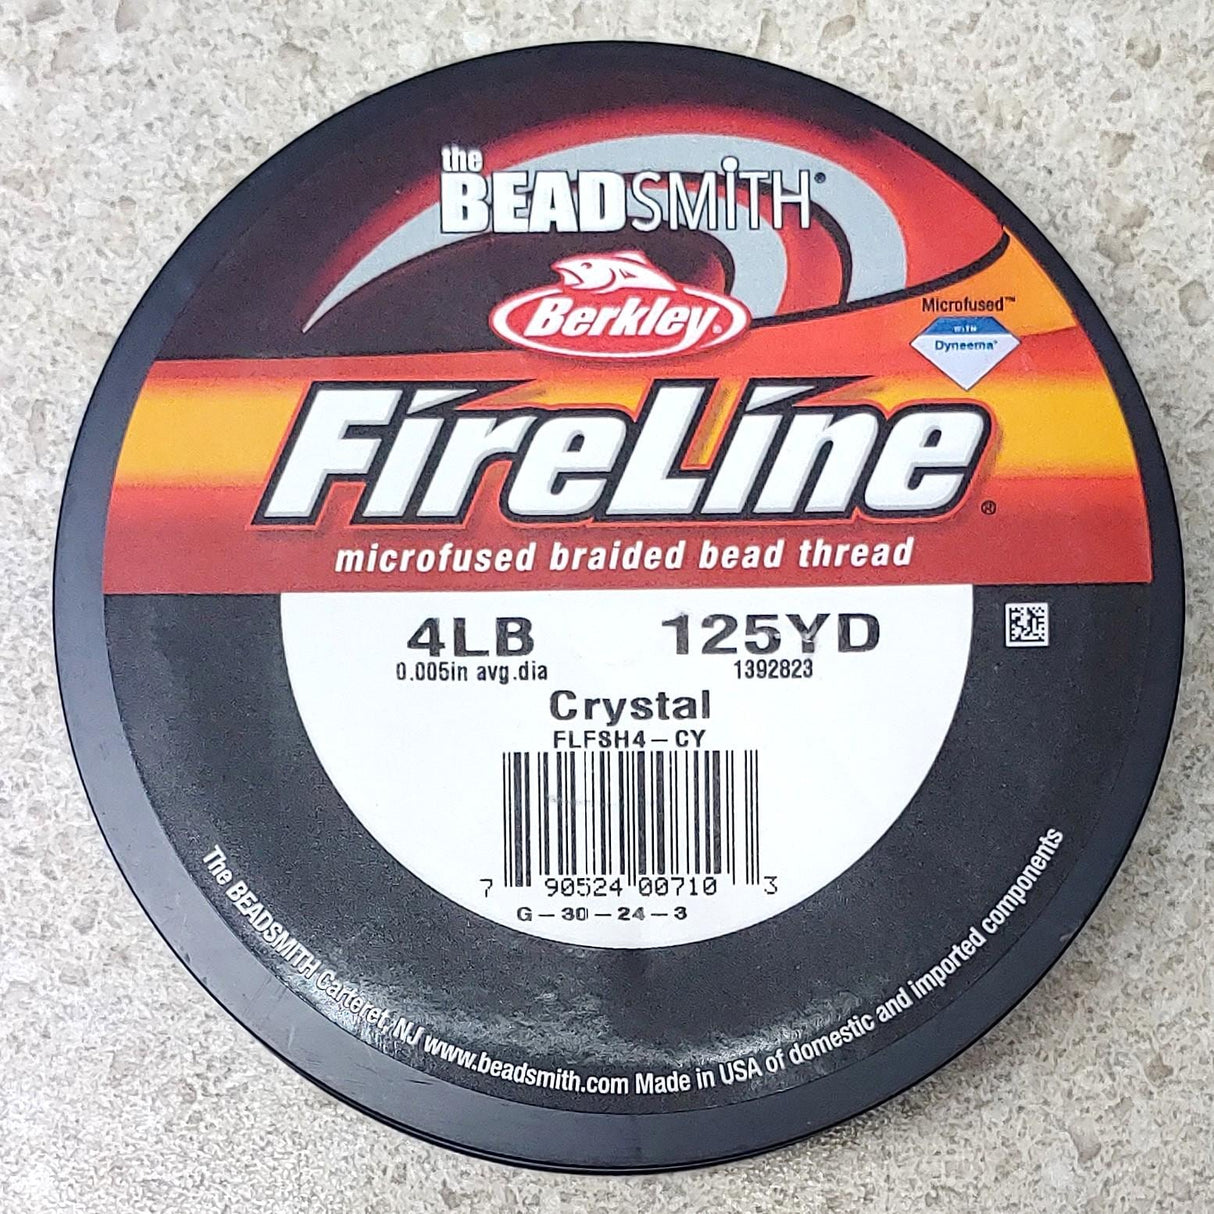 the
BEADSMITH®
Berkley®
Microfused™
WITH
Dyneema®
FireLine®
microfused braided bead thread
4LB 125YD
0.005in avg.dia 1392823
Crystal
FLFSH4-CY
7 90524 00710 3
G-30-24-3
The BEADSMITH Carteret, NJ www.beadsmith.com Made in USA of domestic and imported components